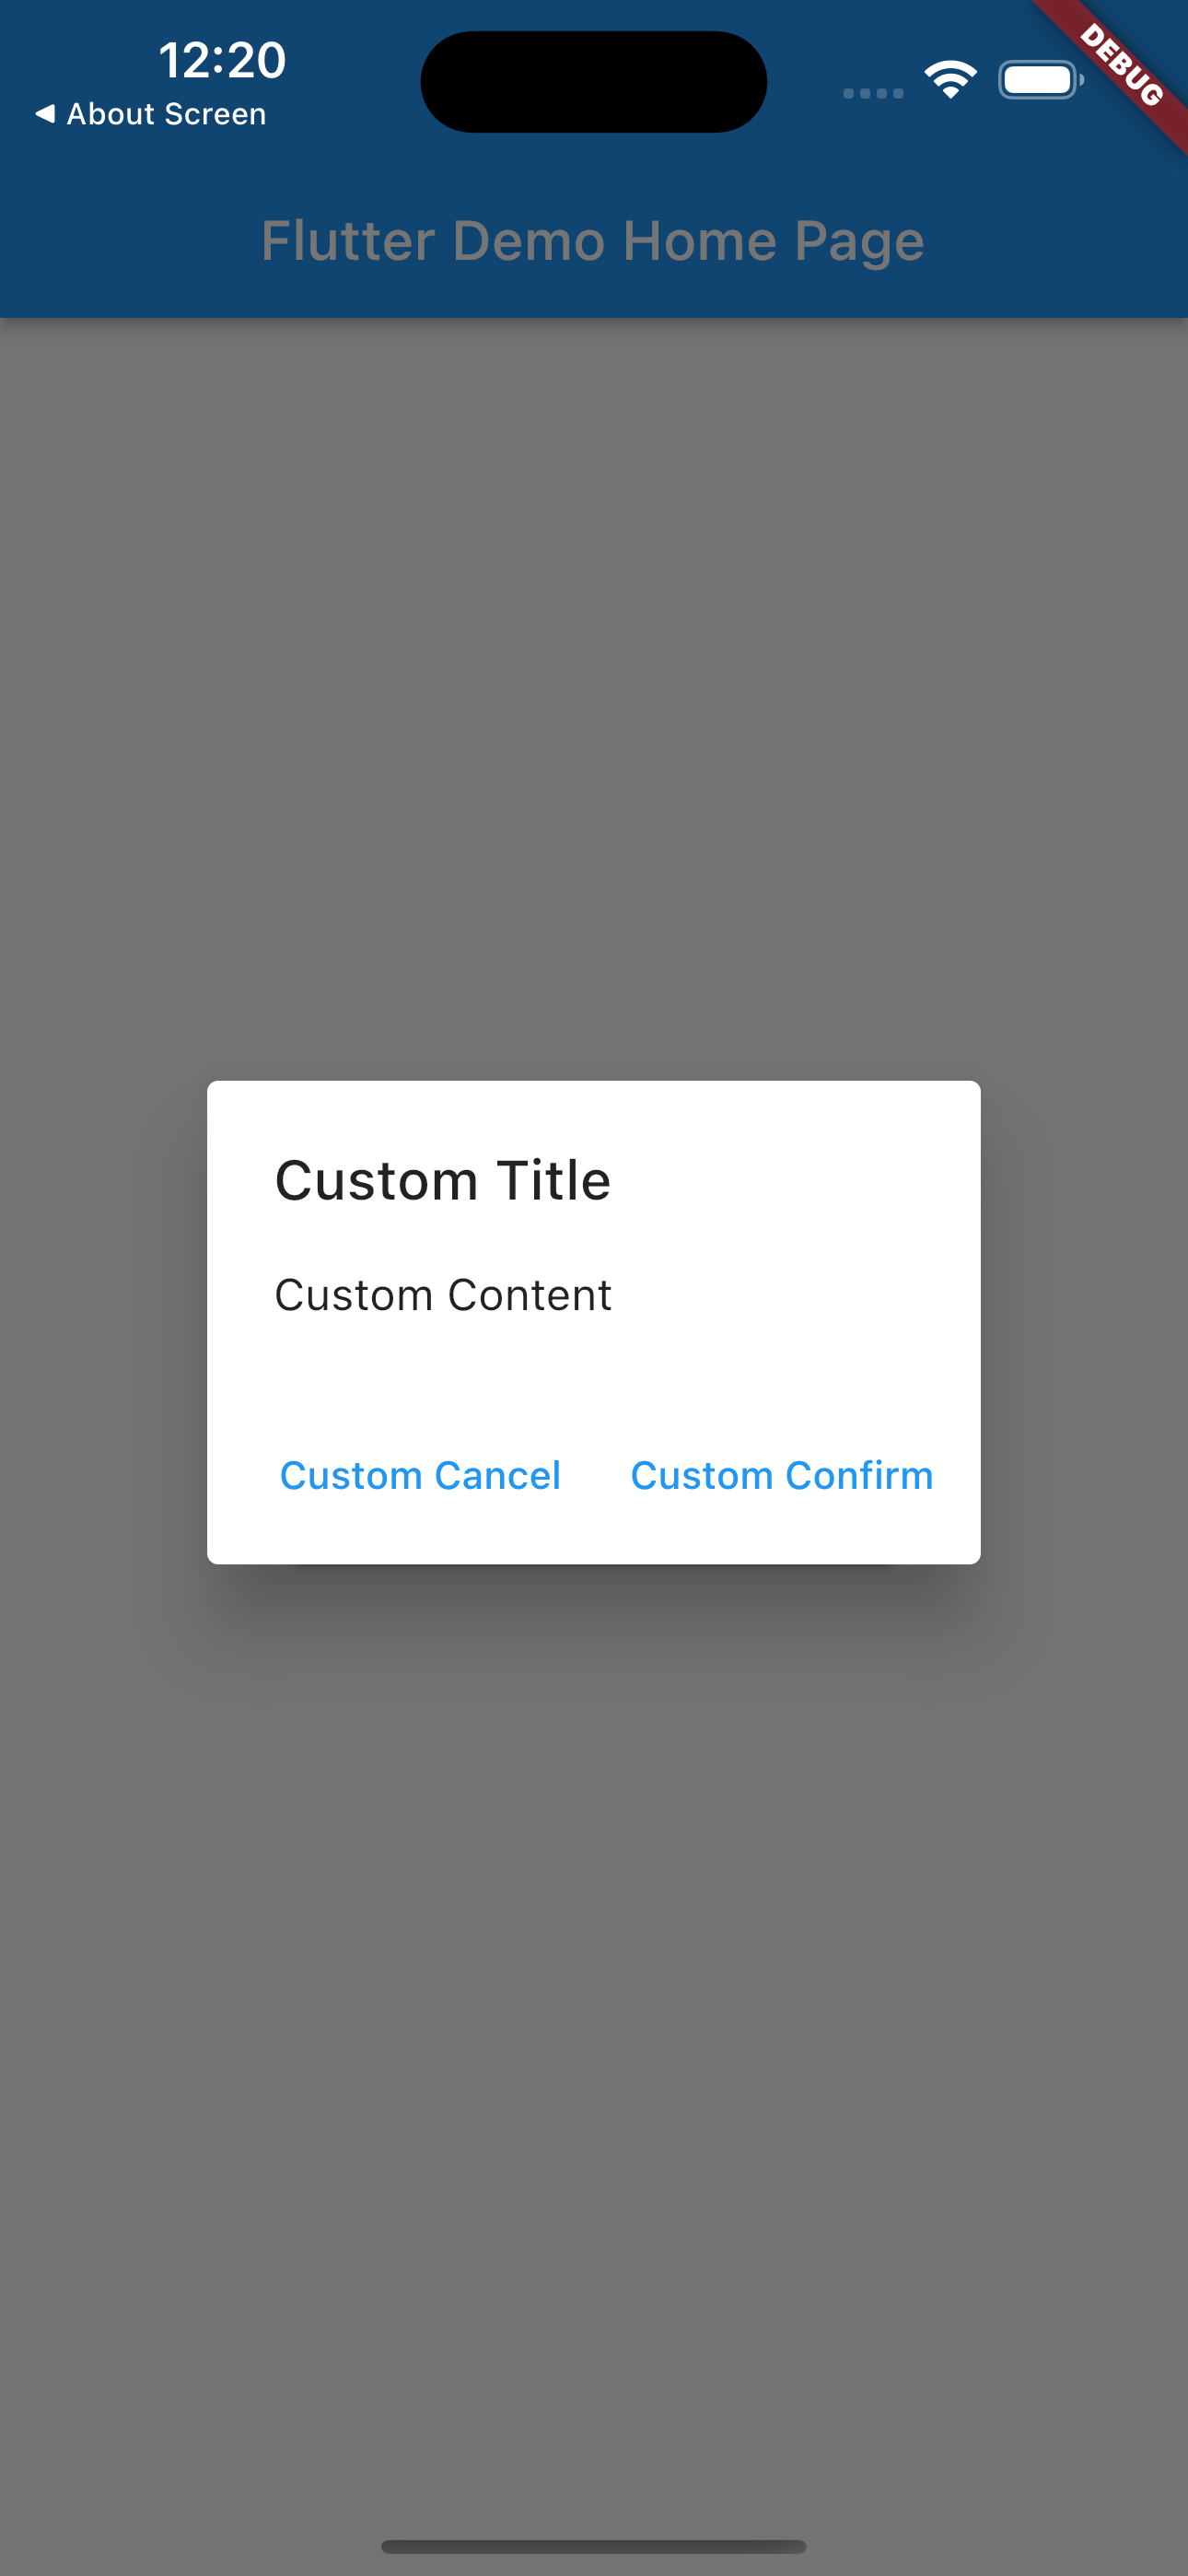 12:20
◀ About Screen
DEBUG
Flutter Demo Home Page
Custom Title
Custom Content
Custom Cancel Custom Confirm